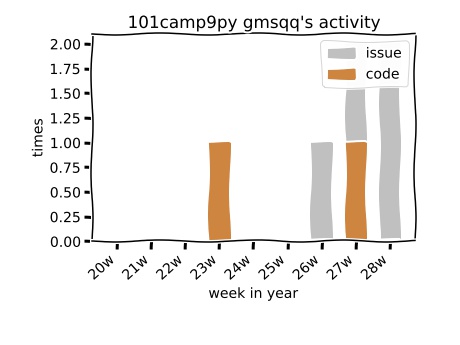 101camp9py gmsqq's activity
issue
code
2.00
1.75
1.50
1.25
1.00
0.75
0.50
0.25
0.00
times
20w 21w 22w 23w 24w 25w 26w 27w 28w
week in year